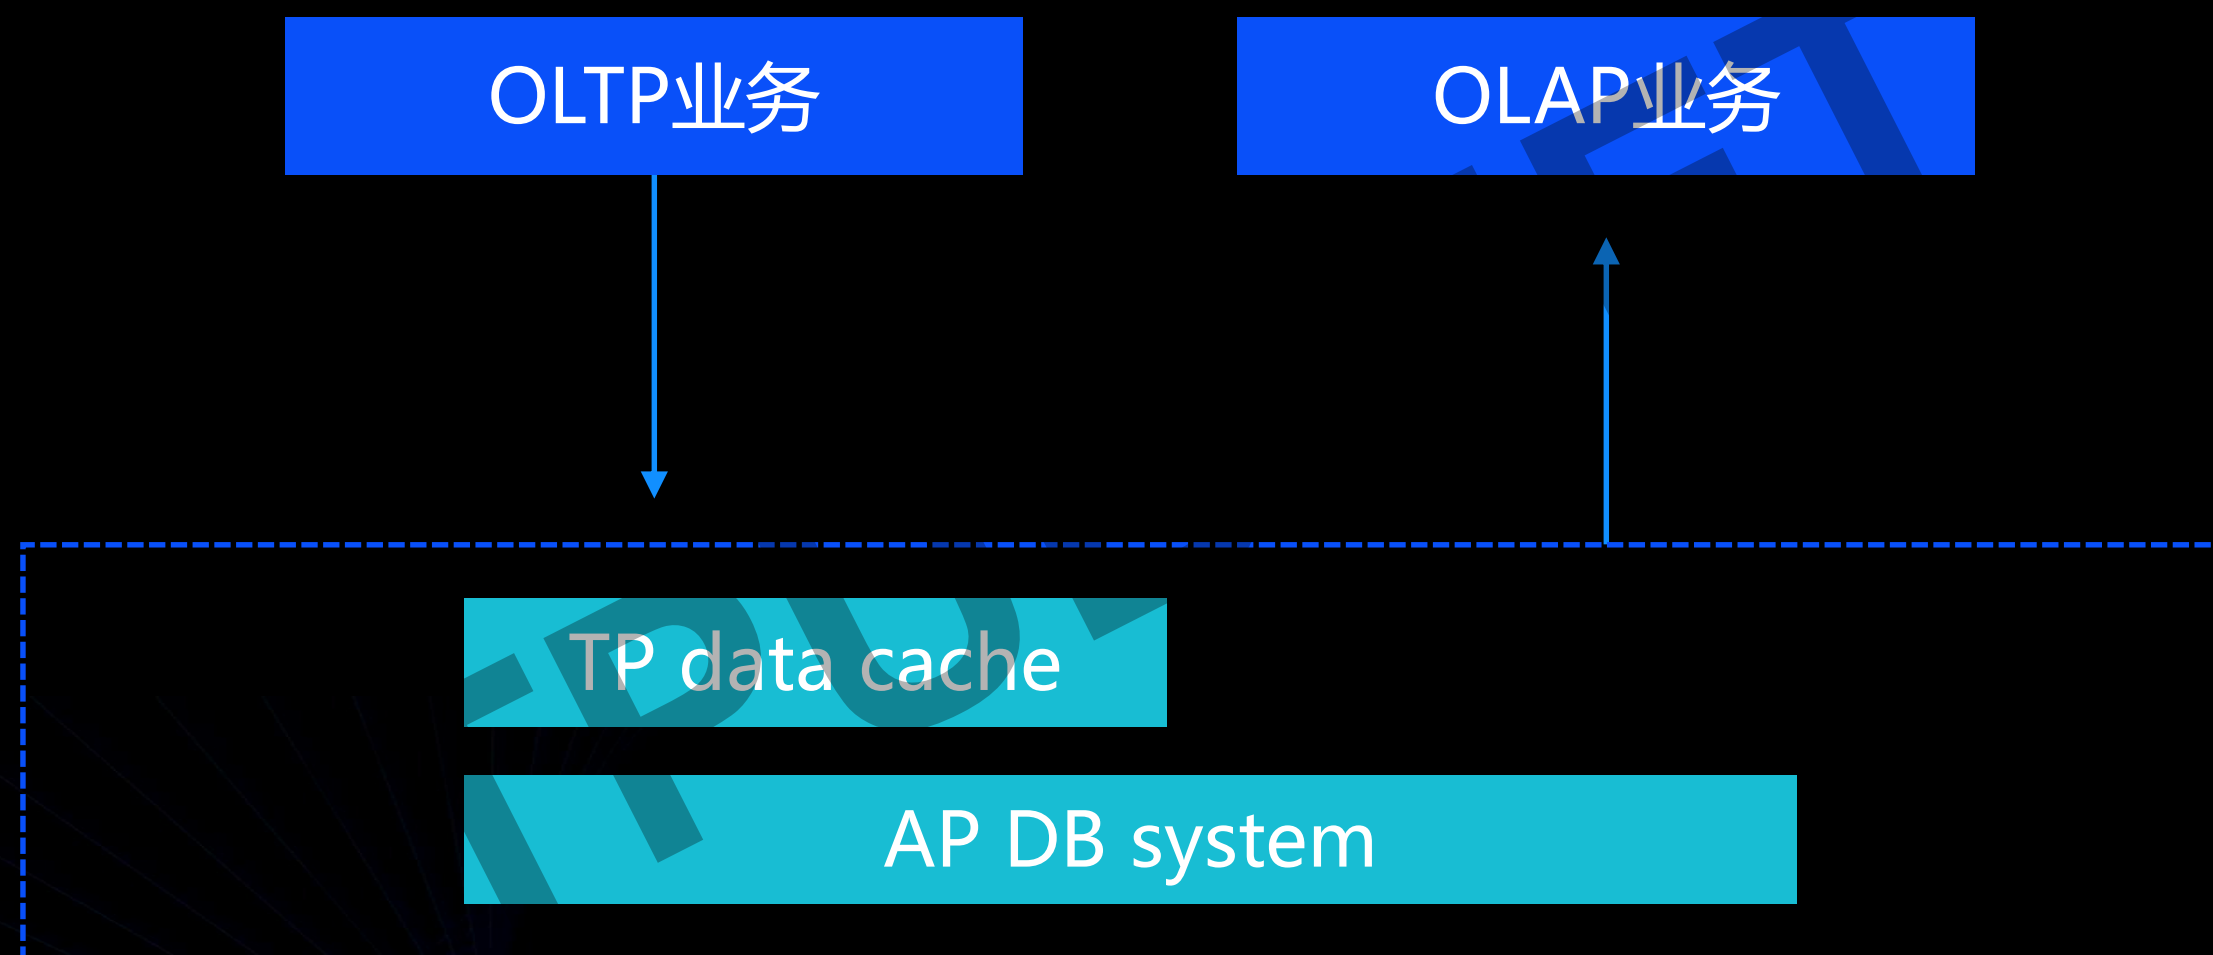 OLTP业务
OLAP业务
TP data cache
AP DB system